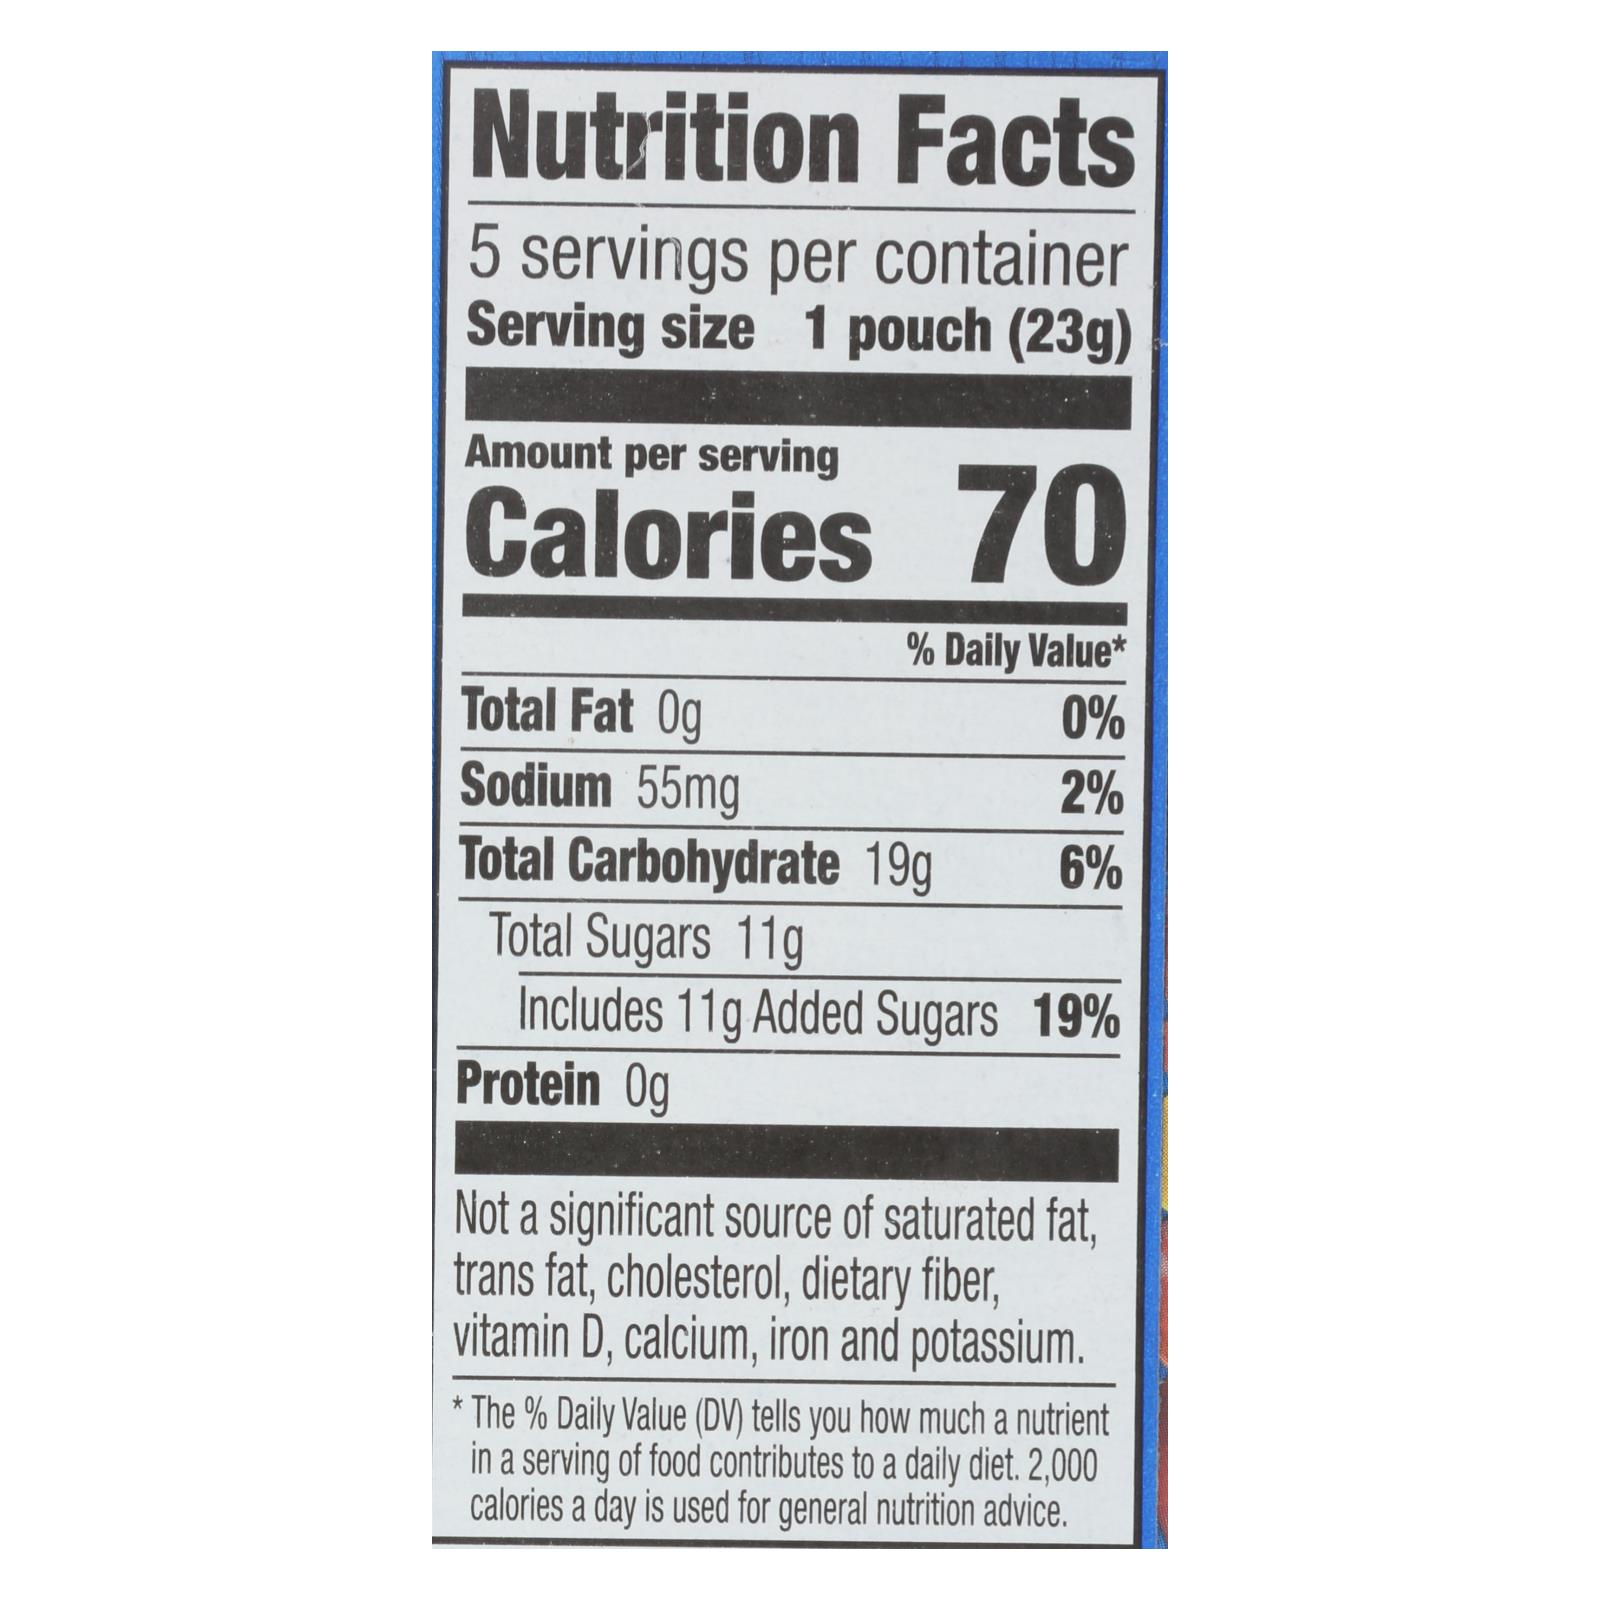 Nutrition Facts
5 servings per container
Serving size 1 pouch (23g)
Amount per serving
Calories 70
% Daily Value*
Total Fat 0g 0%
Sodium 55mg 2%
Total Carbohydrate 19g 6%
Total Sugars 11g
Includes 11g Added Sugars 19%
Protein 0g
Not a significant source of saturated fat,
trans fat, cholesterol, dietary fiber,
vitamin D, calcium, iron and potassium.
* The % Daily Value (DV) tells you how much a nutrient
in a serving of food contributes to a daily diet. 2,000
calories a day is used for general nutrition advice.